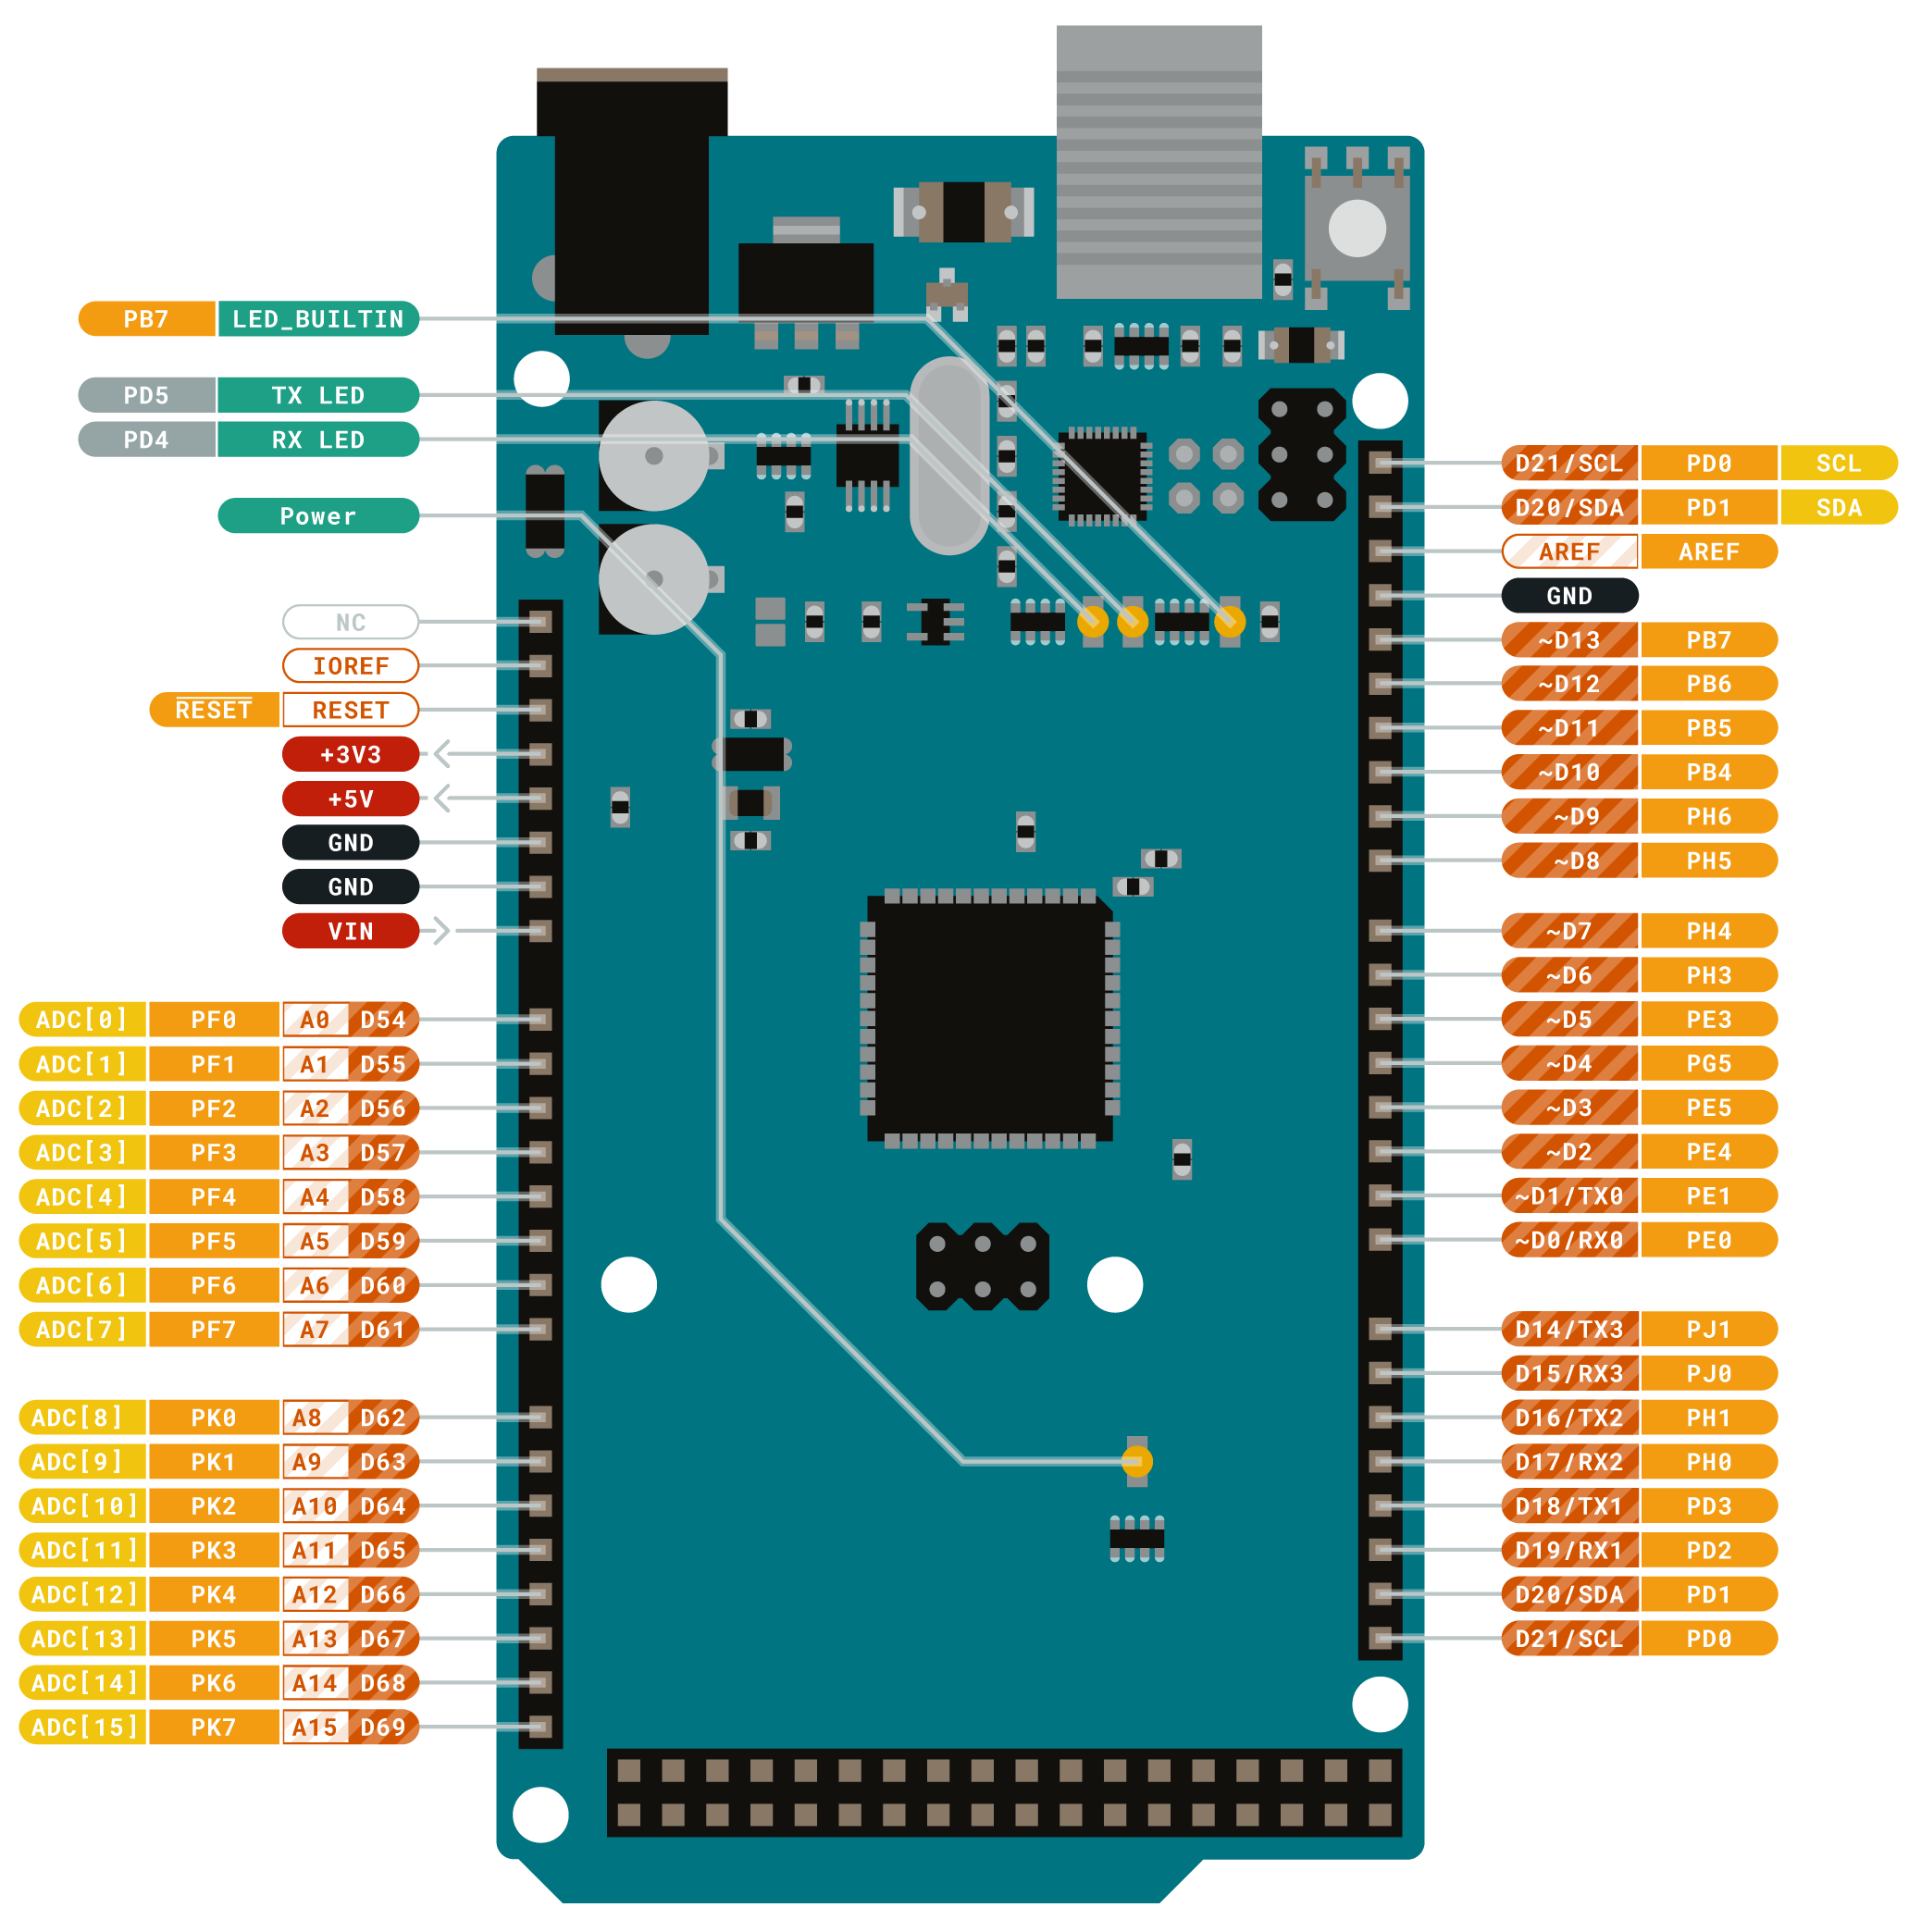 PB7 LED_BUILTIN
PD5 TX LED
PD4 RX LED
Power
NC
IOREF
RESET RESET
+3V3
+5V
GND
GND
VIN
ADC[0] PF0 A0 D54
ADC[1] PF1 A1 D55
ADC[2] PF2 A2 D56
ADC[3] PF3 A3 D57
ADC[4] PF4 A4 D58
ADC[5] PF5 A5 D59
ADC[6] PF6 A6 D60
ADC[7] PF7 A7 D61
ADC[8] PK0 A8 D62
ADC[9] PK1 A9 D63
ADC[10] PK2 A10 D64
ADC[11] PK3 A11 D65
ADC[12] PK4 A12 D66
ADC[13] PK5 A13 D67
ADC[14] PK6 A14 D68
ADC[15] PK7 A15 D69
D21/SCL PD0 SCL
D20/SDA PD1 SDA
AREF AREF
GND
~D13 PB7
~D12 PB6
~D11 PB5
~D10 PB4
~D9 PH6
~D8 PH5
~D7 PH4
~D6 PH3
~D5 PE3
~D4 PG5
~D3 PE5
~D2 PE4
~D1/TX0 PE1
~D0/RX0 PE0
D14/TX3 PJ1
D15/RX3 PJ0
D16/TX2 PH1
D17/RX2 PH0
D18/TX1 PD3
D19/RX1 PD2
D20/SDA PD1
D21/SCL PD0